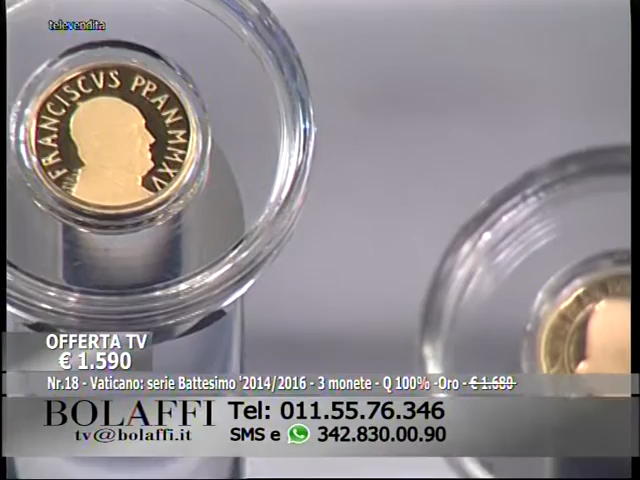 televendita
FRANCISCVS PP. AN. MMXV
OFFERTA TV
€ 1.590
Nr.18 - Vaticano: serie Battesimo '2014/2016 - 3 monete - Q 100% -Oro - € 1.680
BOLAFFI
tv@bolaffi.it
Tel: 011.55.76.346
SMS e 342.830.00.90